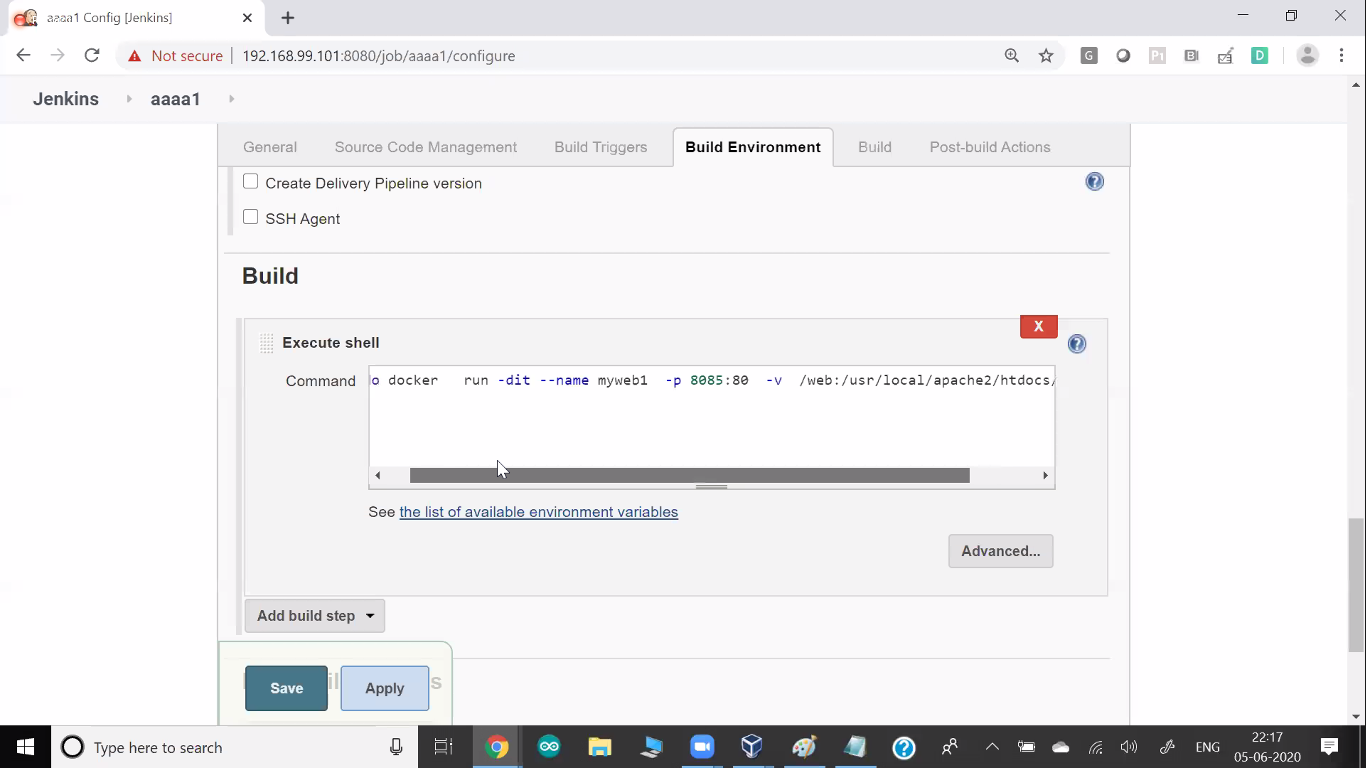 aaaa1 Config [Jenkins]
Not secure 192.168.99.101:8080/job/aaaa1/configure
Jenkins aaaa1
General Source Code Management Build Triggers Build Environment Build Post-build Actions
Create Delivery Pipeline version
SSH Agent
Build
X
Execute shell
Command o docker run -dit --name myweb1 -p 8085:80 -v /web:/usr/local/apache2/htdocs/
See the list of available environment variables
Advanced...
Add build step
Save Apply
Type here to search
ENG
22:17
05-06-2020